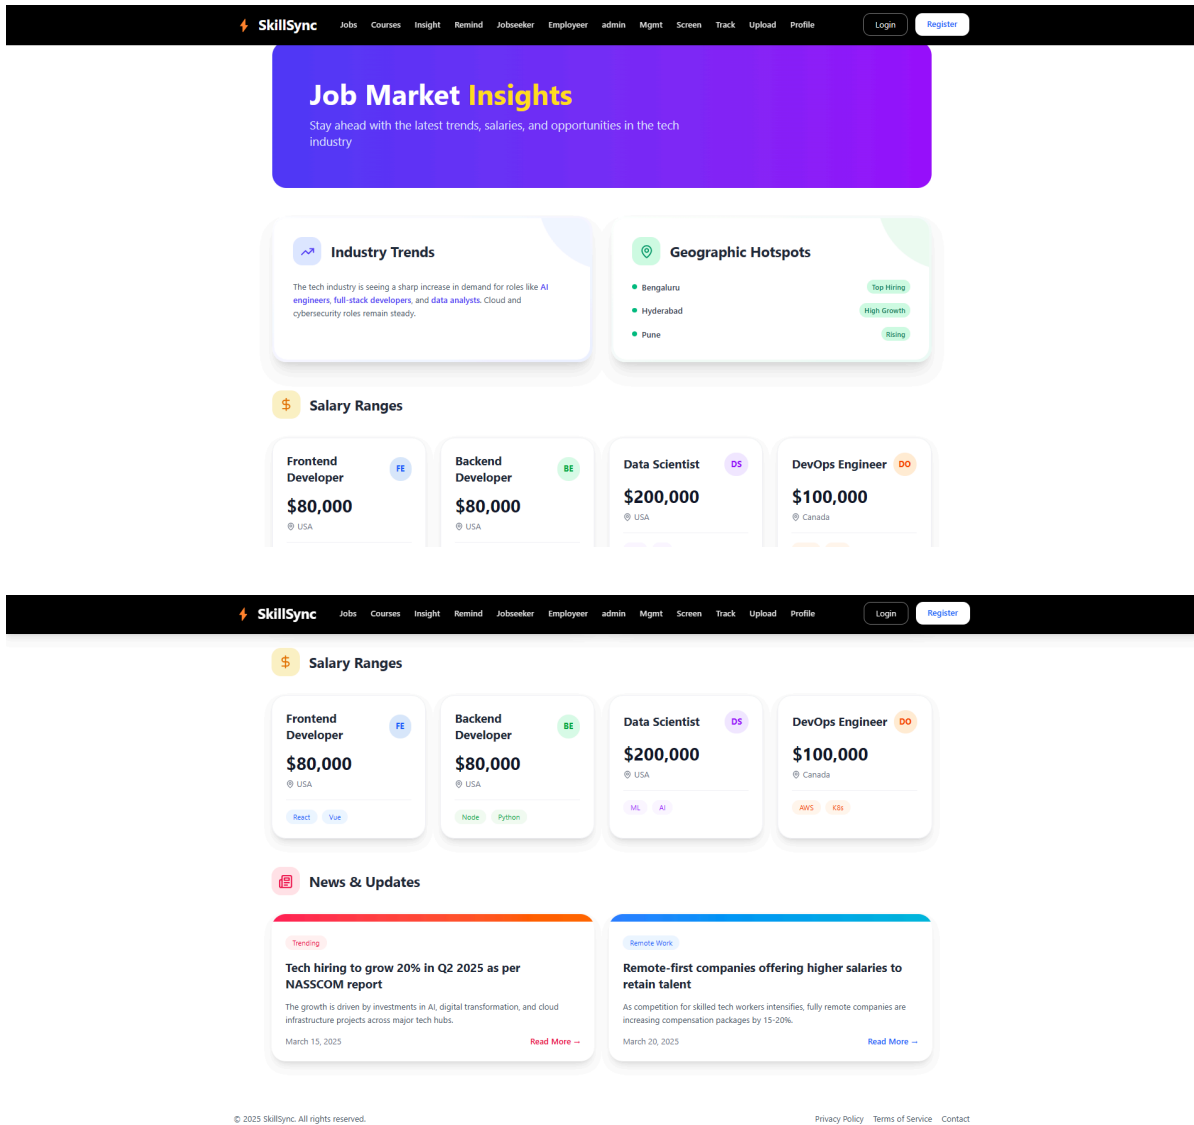 SkillSync Jobs Courses Insight Remind Jobseeker Employeer admin Mgmt Screen Track Upload Profile Login Register
Job Market Insights
Stay ahead with the latest trends, salaries, and opportunities in the tech
industry
Industry Trends
The tech industry is seeing a sharp increase in demand for roles like AI
engineers, full-stack developers, and data analysts. Cloud and
cybersecurity roles remain steady.
Geographic Hotspots
Bengaluru Top Hiring
Hyderabad High Growth
Pune Rising
$ Salary Ranges
Frontend
Developer
FE
$80,000
USA
Backend
Developer
BE
$80,000
USA
Data Scientist DS
$200,000
USA
DevOps Engineer DO
$100,000
Canada
SkillSync Jobs Courses Insight Remind Jobseeker Employeer admin Mgmt Screen Track Upload Profile Login Register
$ Salary Ranges
Frontend
Developer
FE
$80,000
USA
React Vue
Backend
Developer
BE
$80,000
USA
Node Python
Data Scientist DS
$200,000
USA
ML AI
DevOps Engineer DO
$100,000
Canada
AWS K8s
News & Updates
Trending
Tech hiring to grow 20% in Q2 2025 as per
NASSCOM report
The growth is driven by investments in AI, digital transformation, and cloud
infrastructure projects across major tech hubs.
March 15, 2025 Read More →
Remote Work
Remote-first companies offering higher salaries to
retain talent
As competition for skilled tech workers intensifies, fully remote companies are
increasing compensation packages by 15-20%.
March 20, 2025 Read More →
© 2025 SkillSync. All rights reserved. Privacy Policy Terms of Service Contact